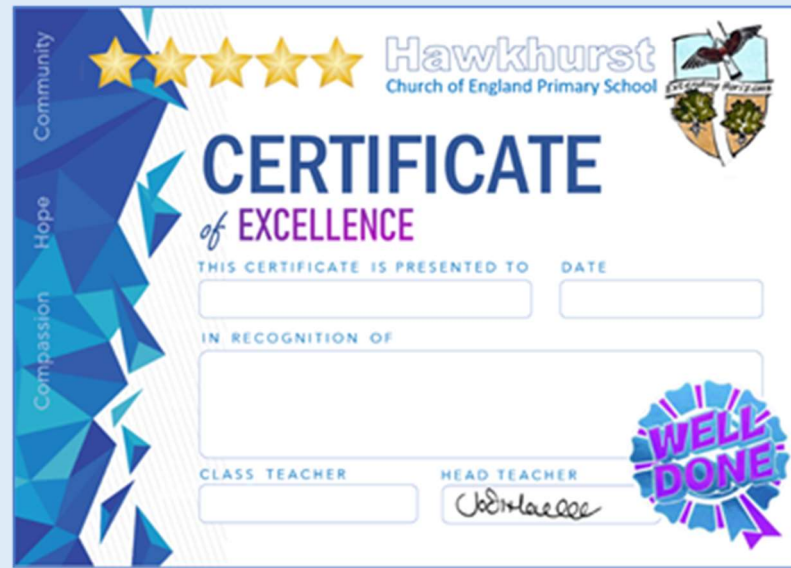 Community
Hope
Compassion
Hawkhurst
Church of England Primary School
Extending Horizons
CERTIFICATE
of EXCELLENCE
THIS CERTIFICATE IS PRESENTED TO
DATE
IN RECOGNITION OF
CLASS TEACHER
HEAD TEACHER
WELL
DONE